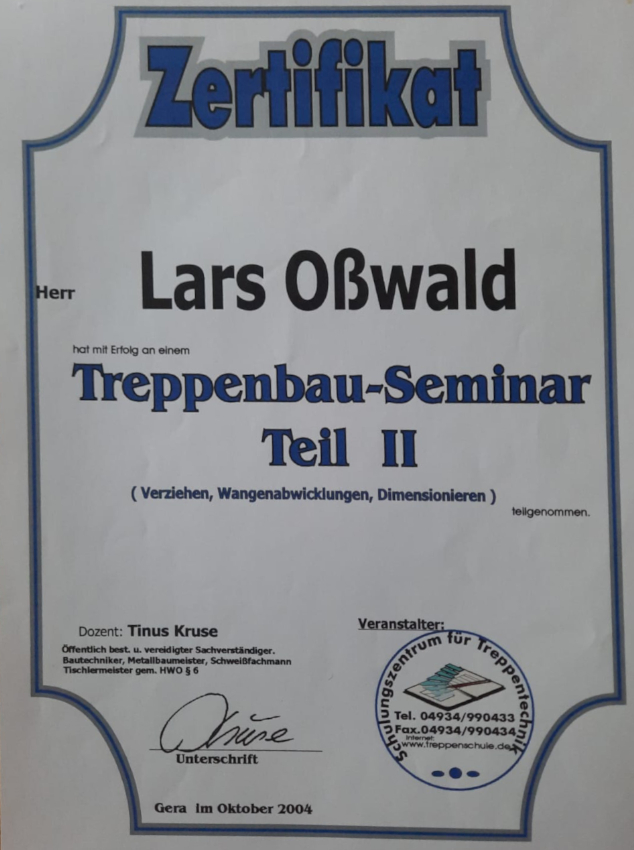 Zertifikat
Herr Lars Oßwald
hat mit Erfolg an einem
Treppenbau-Seminar
Teil II
( Verziehen, Wangenabwicklungen, Dimensionieren )
teilgenommen.
Dozent: Tinus Kruse
Öffentlich best. u. vereidigter Sachverständiger.
Bautechniker, Metallbaumeister, Schweißfachmann
Tischlermeister gem. HWO § 6
Kruse
Unterschrift
Veranstalter:
Schulungszentrum für Treppentechnik
Tel. 04934/990433
Fax.04934/990434
Internet:
www.treppenschule.de
Gera im Oktober 2004